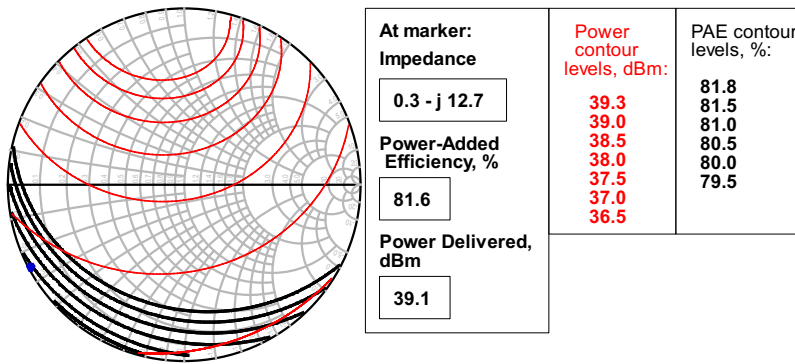 At marker:
Impedance
0.3 - j 12.7
Power-Added
Efficiency, %
81.6
Power Delivered,
dBm
39.1
Power
contour
levels, dBm:
39.3
39.0
38.5
38.0
37.5
37.0
36.5
PAE contour
levels, %:
81.8
81.5
81.0
80.5
80.0
79.5